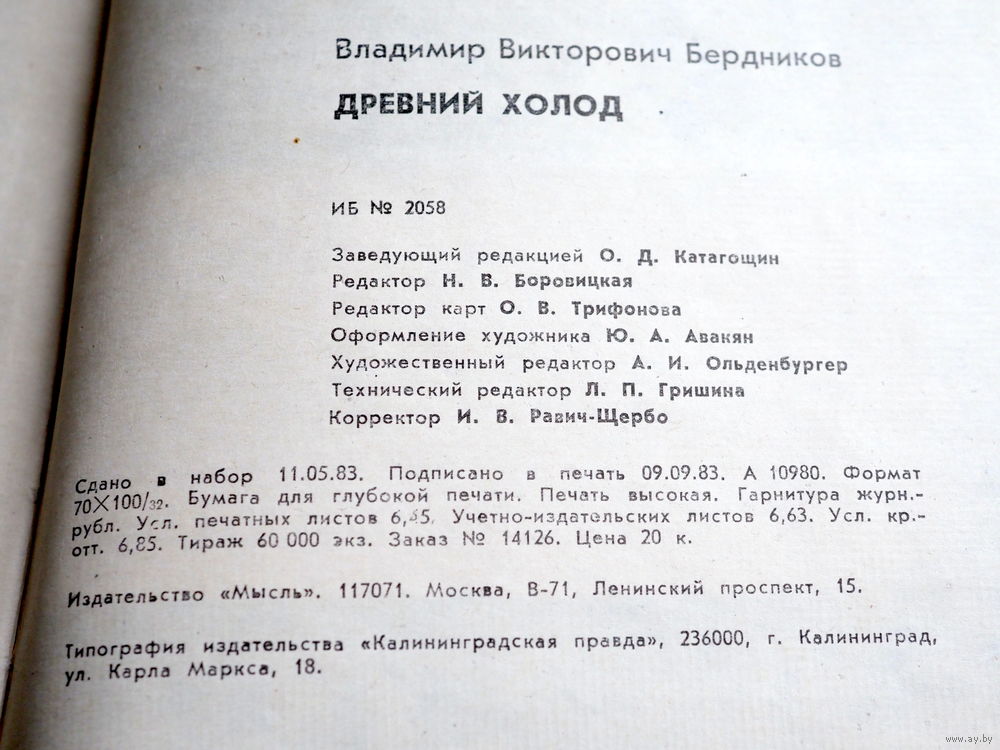 Владимир Викторович Бердников
ДРЕВНИЙ ХОЛОД
ИБ № 2058
Заведующий редакцией О. Д. Катагощин
Редактор Н. В. Боровицкая
Редактор карт О. В. Трифонова
Оформление художника Ю. А. Авакян
Художественный редактор А. И. Ольденбургер
Технический редактор Л. П. Гришина
Корректор И. В. Равич-Щербо
Сдано в набор 11.05.83. Подписано в печать 09.09.83. А 10980. Формат
70×100/32. Бумага для глубокой печати. Печать высокая. Гарнитура журн.-
рубл. Усл. печатных листов Учетно-издательских листов 6,63. Усл. кр.-
отт. 6,85. Тираж 60 000 экз. Заказ № 14126. Цена 20 к.
Издательство «Мысль». 117071. Москва, В-71, Ленинский проспект, 15.
Типография издательства «Калининградская правда», 236000, г. Калининград,
ул. Карла Маркса, 18.
www.ay.by